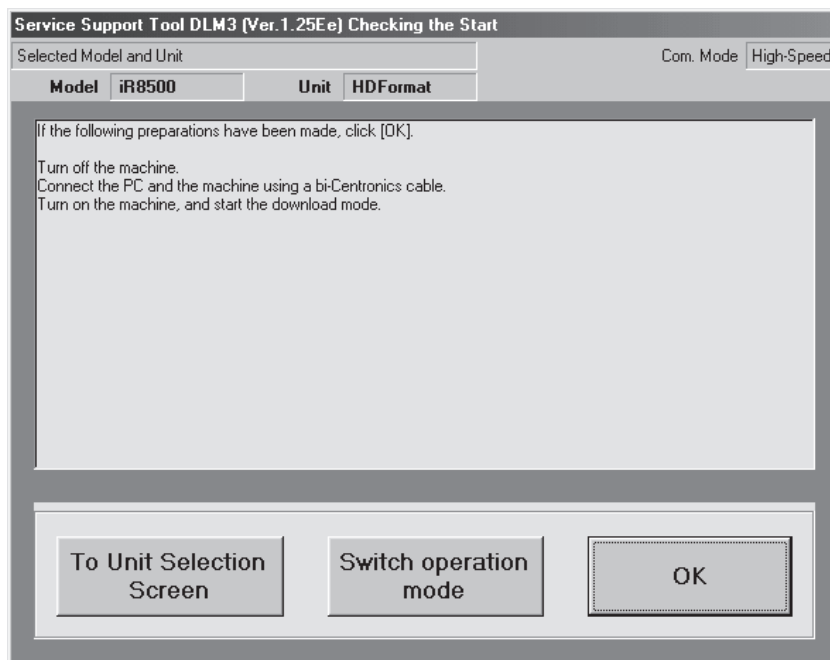 Service Support Tool DLM3 (Ver.1.25Ee) Checking the Start
Selected Model and Unit
Com. Mode High-Speed
Model iR8500 Unit HDFormat
If the following preparations have been made, click [OK].
Turn off the machine.
Connect the PC and the machine using a bi-Centronics cable.
Turn on the machine, and start the download mode.
To Unit Selection
Screen
Switch operation
mode
OK